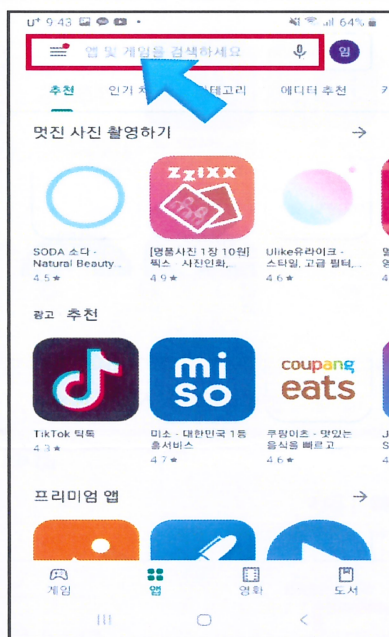 U+ 9:43
64%
앱 및 게임을 검색하세요
임
추천 인기 에디터 추천
멋진 사진 촬영하기
ZZIXX
SODA 소다 - Natural Beauty...
4.5★
[명품사진 1장 10원] 찍스 - 사진인화,...
4.9★
Ulike유라이크 - 스타일, 고급 필터,...
4.6★
광고 추천
miso
coupang eats
TikTok 틱톡
4.3★
미소 - 대한민국 1등 홈서비스
4.7★
쿠팡이츠 - 맛있는 음식을 빠르고
4.6★
프리미엄 앱
게임 앱 영화 도서